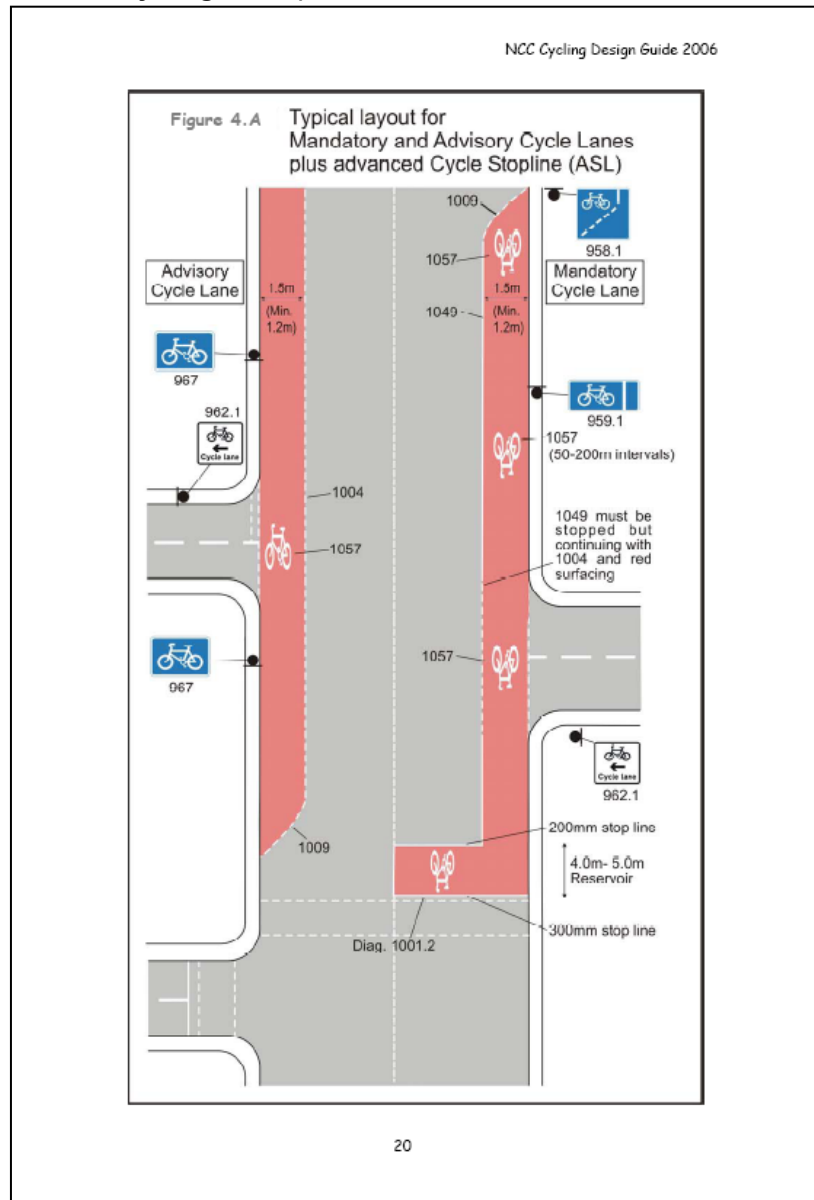 NCC Cycling Design Guide 2006
Figure 4.A
Typical layout for
Mandatory and Advisory Cycle Lanes
plus advanced Cycle Stopline (ASL)
1009
958.1
1057
Advisory
Cycle Lane
Mandatory
Cycle Lane
1.5m
(Min.
1.2m)
1049
1.5m
(Min.
1.2m)
967
959.1
962.1
Cycle lane
1057
(50-200m intervals)
1004
1049 must be
stopped but
continuing with
1004 and red
surfacing
1057
967
1057
Cycle lane
962.1
1009
200mm stop line
4.0m- 5.0m
Reservoir
Diag. 1001.2
300mm stop line
20